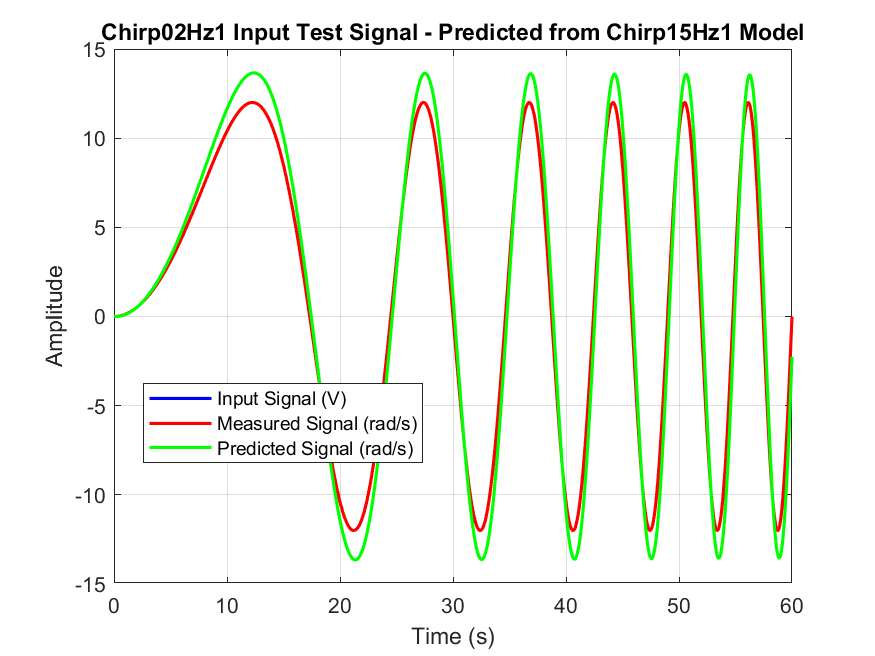 Chirp02Hz1 Input Test Signal - Predicted from Chirp15Hz1 Model
15
10
5
0
-5
-10
-15
Amplitude
Input Signal (V)
Measured Signal (rad/s)
Predicted Signal (rad/s)
0 10 20 30 40 50 60
Time (s)